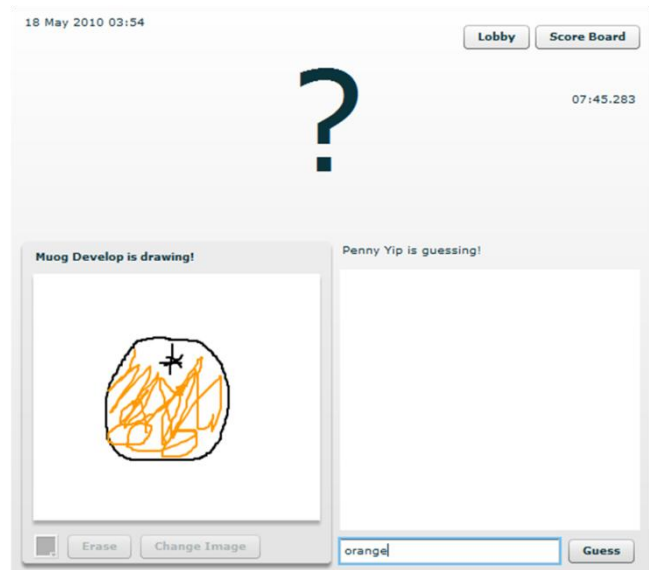 18 May 2010 03:54
Lobby
Score Board
?
07:45.283
Muog Develop is drawing!
Penny Yip is guessing!
Erase
Change Image
orange
Guess